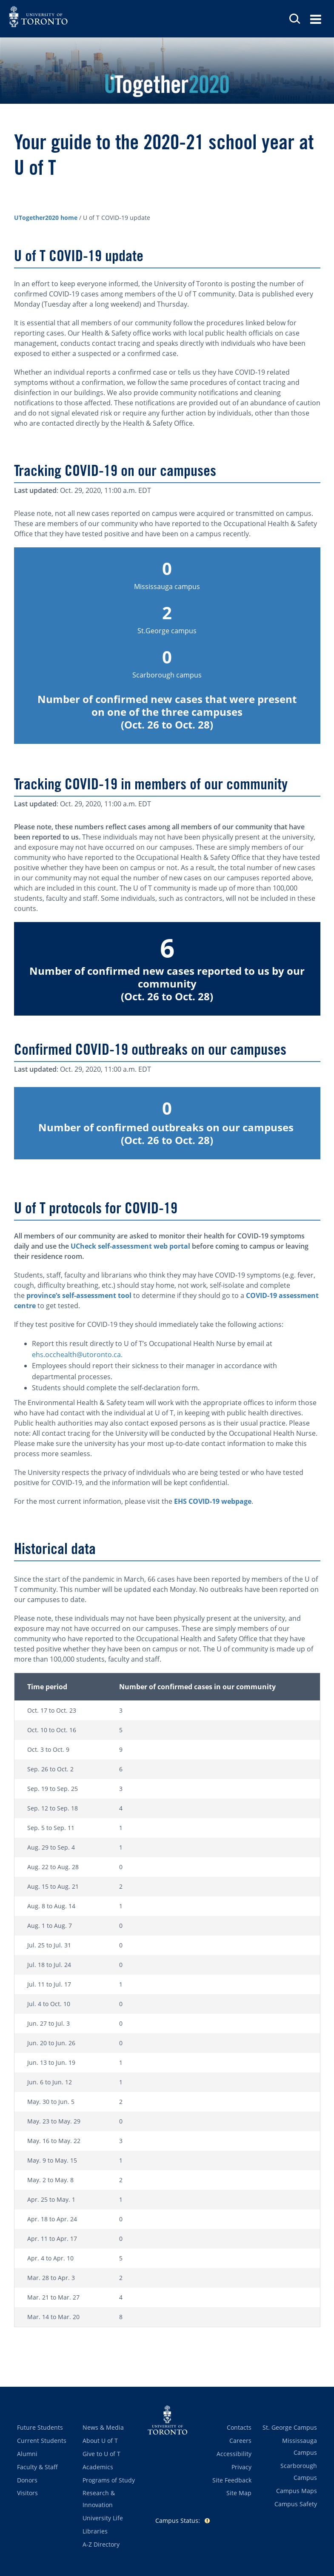 UNIVERSITY OF
TORONTO
UTogether2020
Your guide to the 2020-21 school year at
U of T
UTogether2020 home / U of T COVID-19 update
U of T COVID-19 update
In an effort to keep everyone informed, the University of Toronto is posting the number of
confirmed COVID-19 cases among members of the U of T community. Data is published every
Monday (Tuesday after a long weekend) and Thursday.
It is essential that all members of our community follow the procedures linked below for
reporting cases. Our Health & Safety office works with local public health officials on case
management, conducts contact tracing and speaks directly with individuals who have been
exposed to either a suspected or a confirmed case.
Whether an individual reports a confirmed case or tells us they have COVID-19 related
symptoms without a confirmation, we follow the same procedures of contact tracing and
disinfection in our buildings. We also provide community notifications and cleaning
notifications to those affected. These notifications are provided out of an abundance of caution
and do not signal elevated risk or require any further action by individuals, other than those
who are contacted directly by the Health & Safety Office.
Tracking COVID-19 on our campuses
Last updated: Oct. 29, 2020, 11:00 a.m. EDT
Please note, not all new cases reported on campus were acquired or transmitted on campus.
These are members of our community who have reported to the Occupational Health & Safety
Office that they have tested positive and have been on a campus recently.
0
Mississauga campus
2
St.George campus
0
Scarborough campus
Number of confirmed new cases that were present
on one of the three campuses
(Oct. 26 to Oct. 28)
Tracking COVID-19 in members of our community
Last updated: Oct. 29, 2020, 11:00 a.m. EDT
Please note, these numbers reflect cases among all members of our community that have
been reported to us. These individuals may not have been physically present at the university,
and exposure may not have occurred on our campuses. These are simply members of our
community who have reported to the Occupational Health & Safety Office that they have tested
positive whether they have been on campus or not. As a result, the total number of new cases
in our community may not equal the number of new cases on our campuses reported above,
which are included in this count. The U of T community is made up of more than 100,000
students, faculty and staff. Some individuals, such as contractors, will not be included in these
counts.
6
Number of confirmed new cases reported to us by our
community
(Oct. 26 to Oct. 28)
Confirmed COVID-19 outbreaks on our campuses
Last updated: Oct. 29, 2020, 11:00 a.m. EDT
0
Number of confirmed outbreaks on our campuses
(Oct. 26 to Oct. 28)
U of T protocols for COVID-19
All members of our community are asked to monitor their health for COVID-19 symptoms
daily and use the UCheck self-assessment web portal before coming to campus or leaving
their residence room.
Students, staff, faculty and librarians who think they may have COVID-19 symptoms (e.g. fever,
cough, difficulty breathing, etc.) should stay home, not work, self-isolate and complete
the province's self-assessment tool to determine if they should go to a COVID-19 assessment
centre to get tested.
If they test positive for COVID-19 they should immediately take the following actions:
• Report this result directly to U of T's Occupational Health Nurse by email at
ehs.occhealth@utoronto.ca.
• Employees should report their sickness to their manager in accordance with
departmental processes.
• Students should complete the self-declaration form.
The Environmental Health & Safety team will work with the appropriate offices to inform those
who have had contact with the individual at U of T, in keeping with public health directives.
Public health authorities may also contact exposed persons as is their usual practice. Please
note: All contact tracing for the University will be conducted by the Occupational Health Nurse.
Please make sure the university has your most up-to-date contact information to make this
process more seamless.
The University respects the privacy of individuals who are being tested or who have tested
positive for COVID-19, and the information will be kept confidential.
For the most current information, please visit the EHS COVID-19 webpage.
Historical data
Since the start of the pandemic in March, 66 cases have been reported by members of the U of
T community. This number will be updated each Monday. No outbreaks have been reported on
our campuses to date.
Please note, individuals may not have been physically present at the university, and
exposure may not have occurred on our campuses. These are simply members of our
community who have reported to the Occupational Health and Safety Office that they have
tested positive whether they have been on campus or not. The U of community is made up of
more than 100,000 students, faculty and staff.
Time period Number of confirmed cases in our community
Oct. 17 to Oct. 23 3
Oct. 10 to Oct. 16 5
Oct. 3 to Oct. 9 9
Sep. 26 to Oct. 2 6
Sep. 19 to Sep. 25 3
Sep. 12 to Sep. 18 4
Sep. 5 to Sep. 11 1
Aug. 29 to Sep. 4 1
Aug. 22 to Aug. 28 0
Aug. 15 to Aug. 21 2
Aug. 8 to Aug. 14 1
Aug. 1 to Aug. 7 0
Jul. 25 to Jul. 31 0
Jul. 18 to Jul. 24 0
Jul. 11 to Jul. 17 1
Jul. 4 to Oct. 10 0
Jun. 27 to Jul. 3 0
Jun. 20 to Jun. 26 0
Jun. 13 to Jun. 19 1
Jun. 6 to Jun. 12 1
May. 30 to Jun. 5 2
May. 23 to May. 29 0
May. 16 to May. 22 3
May. 9 to May. 15 1
May. 2 to May. 8 2
Apr. 25 to May. 1 1
Apr. 18 to Apr. 24 0
Apr. 11 to Apr. 17 0
Apr. 4 to Apr. 10 5
Mar. 28 to Apr. 3 2
Mar. 21 to Mar. 27 4
Mar. 14 to Mar. 20 8
Future Students
Current Students
Alumni
Faculty & Staff
Donors
Visitors
News & Media
About U of T
Give to U of T
Academics
Programs of Study
Research &
Innovation
University Life
Libraries
A-Z Directory
UNIVERSITY OF
TORONTO
Campus Status:
Contacts
Careers
Accessibility
Privacy
Site Feedback
Site Map
St. George Campus
Mississauga
Campus
Scarborough
Campus
Campus Maps
Campus Safety